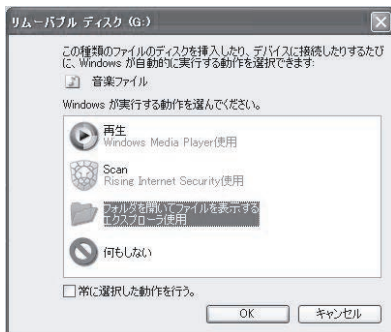 リムーバブル ディスク (G:)
この種類のファイルのディスクを挿入したり、デバイスに接続したりするたび
に、Windows が自動的に実行する動作を選択できます:
音楽ファイル
Windows が実行する動作を選んでください。
再生
Windows Media Player使用
Scan
Rising Internet Security使用
フォルダを開いてファイルを表示する
エクスプローラ使用
何もしない
常に選択した動作を行う。
OK
キャンセル